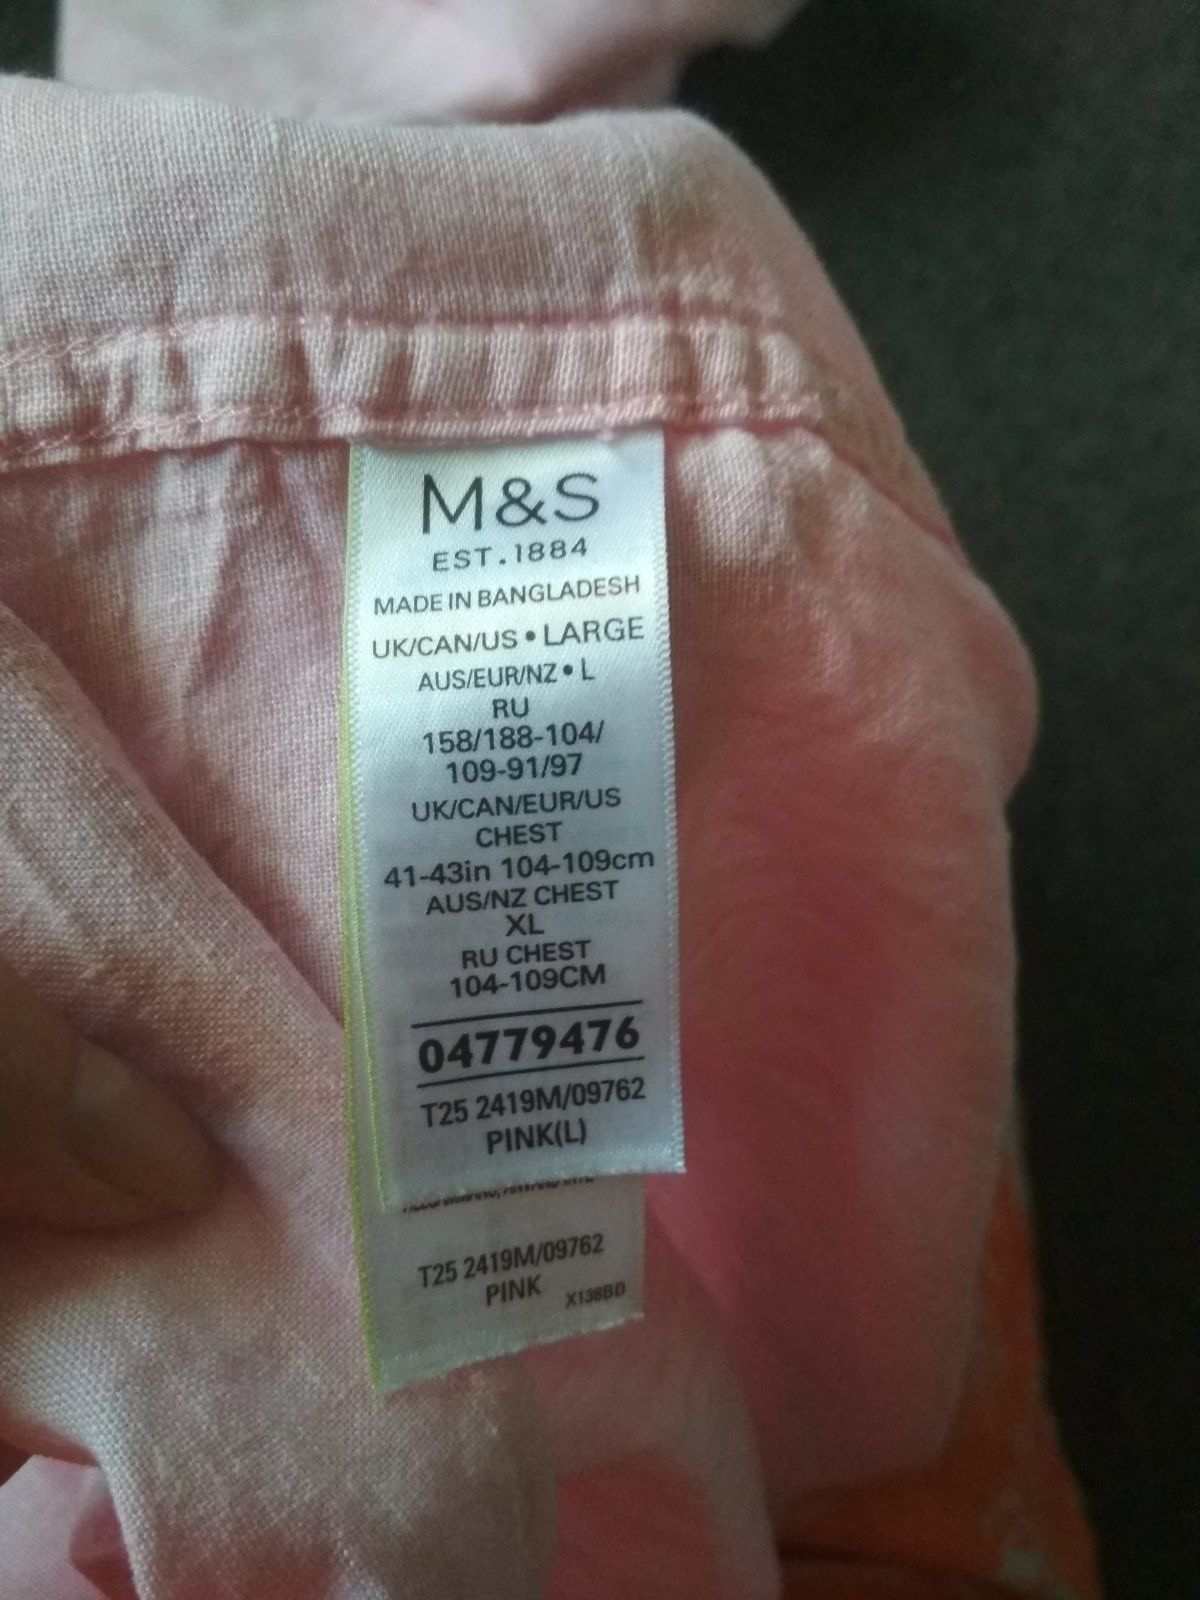 M&S
EST. 1884
MADE IN BANGLADESH
UK/CAN/US • LARGE
AUS/EUR/NZ • L
RU
158/188-104/
109-91/97
UK/CAN/EUR/US
CHEST
41-43in 104-109cm
AUS/NZ CHEST
XL
RU CHEST
104-109CM
04779476
T25 2419M/09762
PINK(L)
T25 2419M/09762
PINK
X136BD